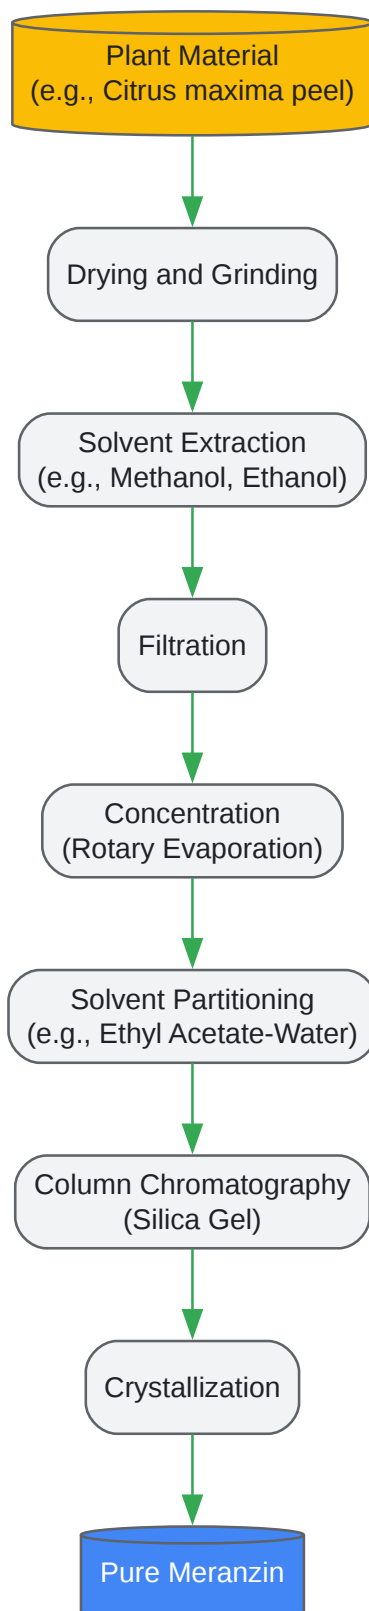 Plant Material
(e.g., Citrus maxima peel)
Drying and Grinding
Solvent Extraction
(e.g., Methanol, Ethanol)
Filtration
Concentration
(Rotary Evaporation)
Solvent Partitioning
(e.g., Ethyl Acetate-Water)
Column Chromatography
(Silica Gel)
Crystallization
Pure Meranzin